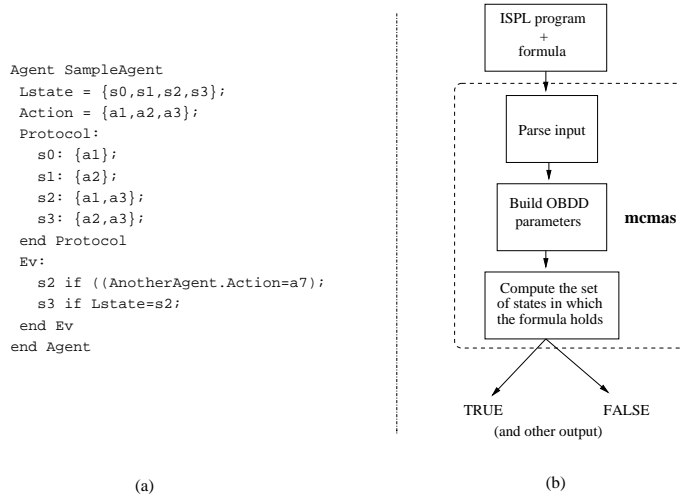 Agent SampleAgent
Lstate = {s0,s1,s2,s3};
Action = {a1,a2,a3};
Protocol:
s0: {a1};
s1: {a2};
s2: {a1,a3};
s3: {a2,a3};
end Protocol
Ev:
s2 if ((AnotherAgent.Action=a7);
s3 if Lstate=s2;
end Ev
end Agent
(a)
ISPL program
+
formula
Parse input
Build OBDD
parameters
mcmas
Compute the set
of states in which
the formula holds
TRUE
FALSE
(and other output)
(b)